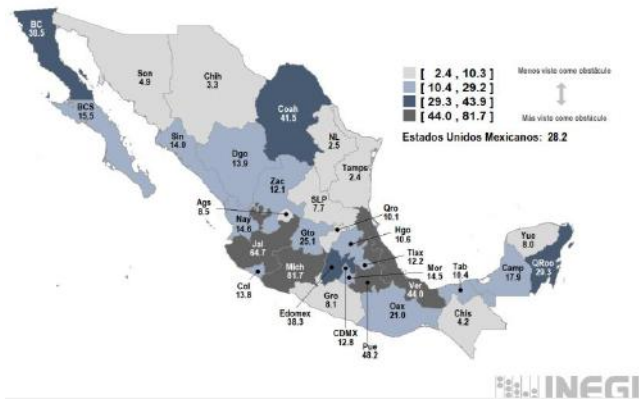 BC
30.5
Son
4.9
Chih
3.3
Coah
41.5
BCS
15.5
Sin
14.0
Dgo
13.9
NL
2.5
Tamps
2.4
Zac
12.1
SLP
7.7
Ags
8.5
Qro
10.1
Nay
14.6
Gto
25.1
Hgo
10.6
Jal
64.7
Tlax
12.2
Mich
81.7
Mor
14.5
Col
13.8
Edomex
38.3
Gro
8.1
CDMX
12.8
Pue
48.2
Ver
44.0
Oax
21.0
Tab
10.4
Chis
4.2
Camp
17.9
Yuc
8.0
QRoo
29.3
[ 2.4 , 10.3]
[ 10.4 , 29.2]
[ 29.3 , 43.9]
[ 44.0 , 81.7]
Menos visto como obstáculo
Más visto como obstáculo
Estados Unidos Mexicanos: 28.2
INEGI